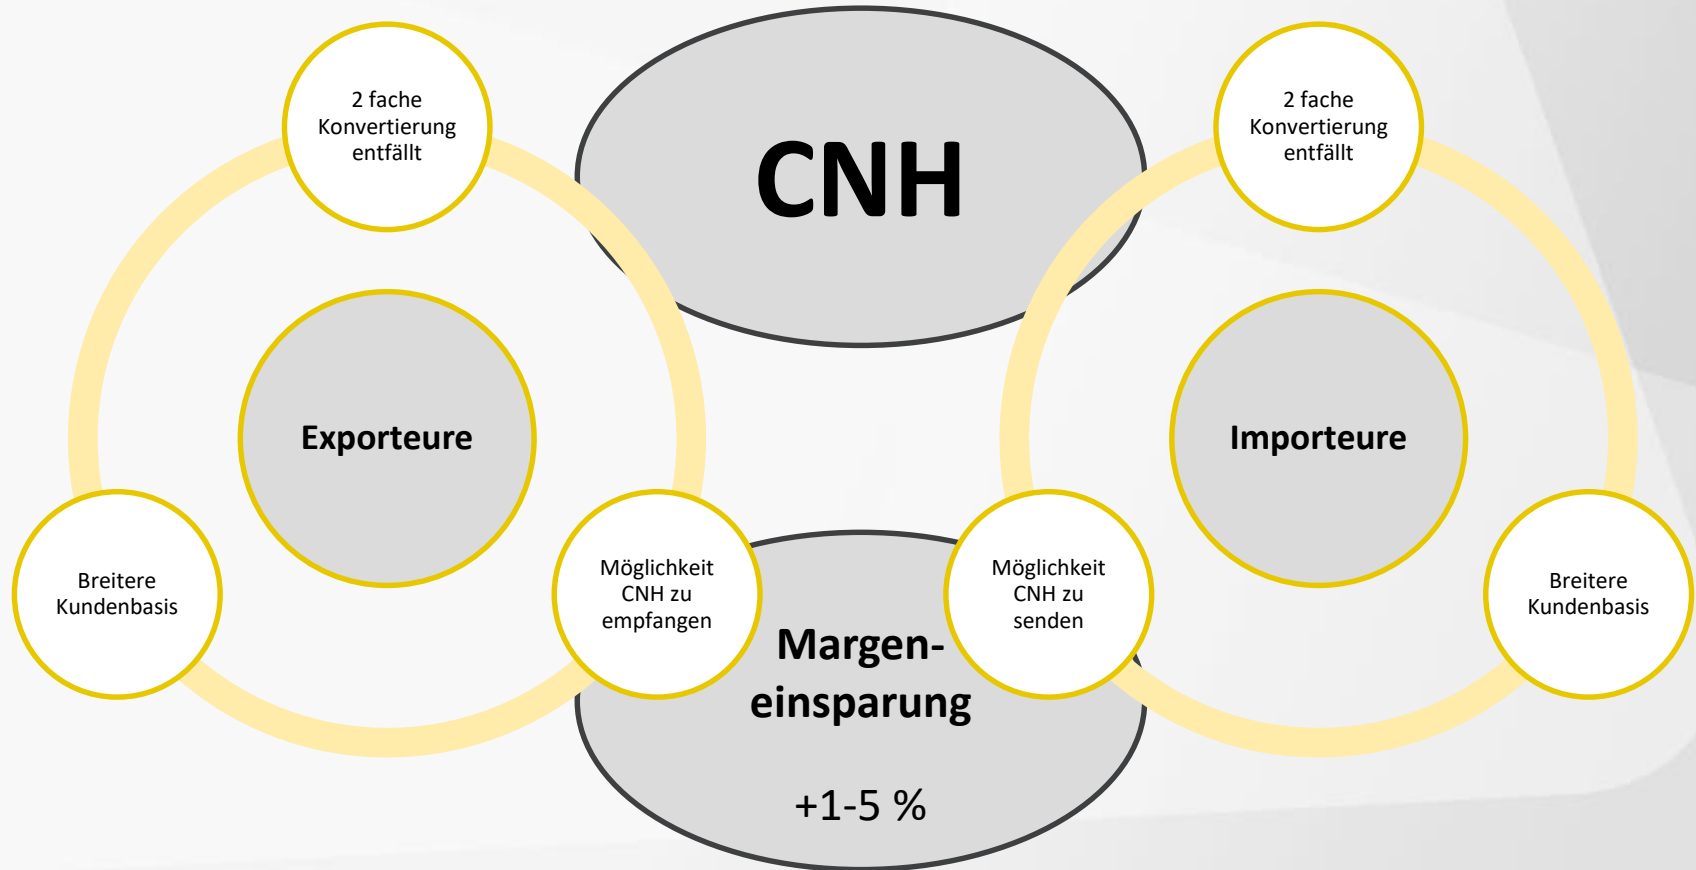 CNH
2 fache
Konvertierung
entfällt
Exporteure
Breitere
Kundenbasis
Möglichkeit
CNH zu
empfangen
2 fache
Konvertierung
entfällt
Importeure
Möglichkeit
CNH zu
senden
Breitere
Kundenbasis
Margen-
einsparung
+1-5 %